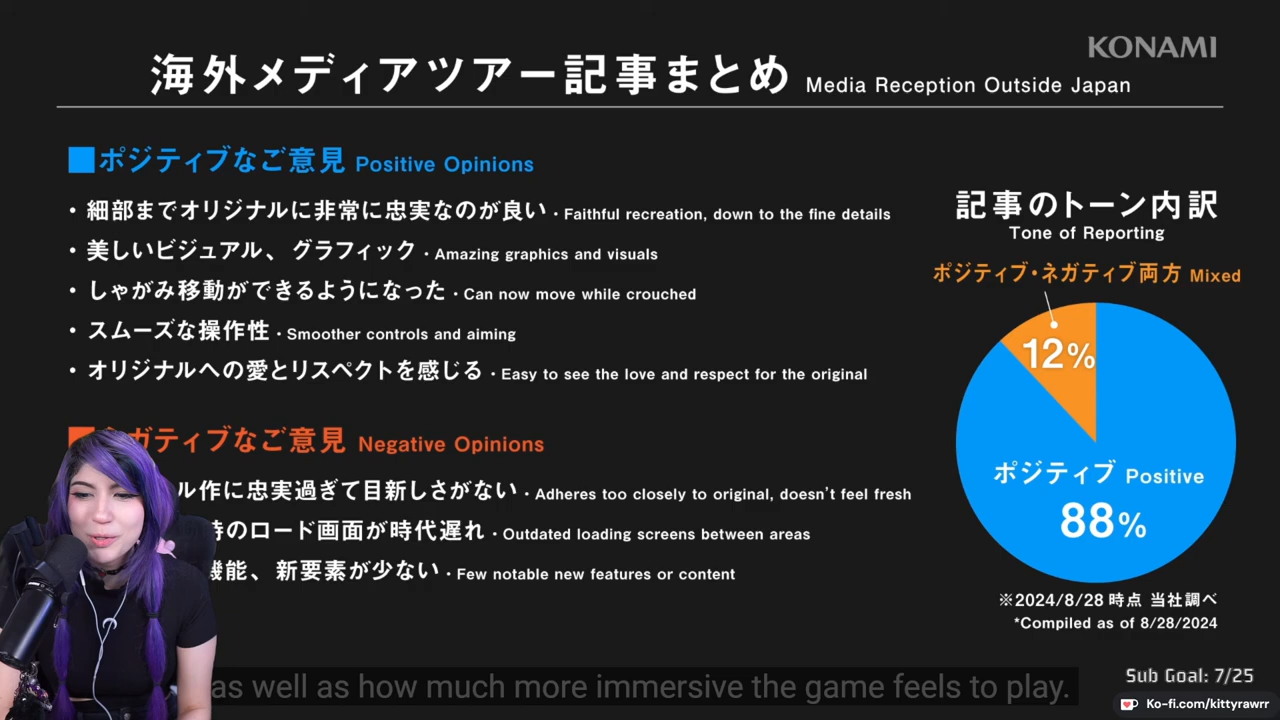 KONAMI
海外メディアツアー記事まとめ Media Reception Outside Japan
■ポジティブなご意見 Positive Opinions
・細部までオリジナルに非常に忠実なのが良い・Faithful recreation, down to the fine details
・美しいビジュアル、グラフィック・Amazing graphics and visuals
・しゃがみ移動ができるようになった・Can now move while crouched
・スムーズな操作性・Smoother controls and aiming
・オリジナルへの愛とリスペクトを感じる・Easy to see the love and respect for the original
ガティブなご意見 Negative Opinions
ル作に忠実過ぎて目新しさがない・Adheres too closely to original, doesn't feel fresh
時のロード画面が時代遅れ・Outdated loading screens between areas
機能、新要素が少ない・Few notable new features or content
記事のトーン内訳
Tone of Reporting
ポジティブ・ネガティブ両方 Mixed
12%
ポジティブ Positive
88%
※2024/8/28時点 当社調べ
*Compiled as of 8/28/2024
as well as how much more immersive the game feels to play.
Sub Goal: 7/25
Ko-fi.com/kittyrawrr